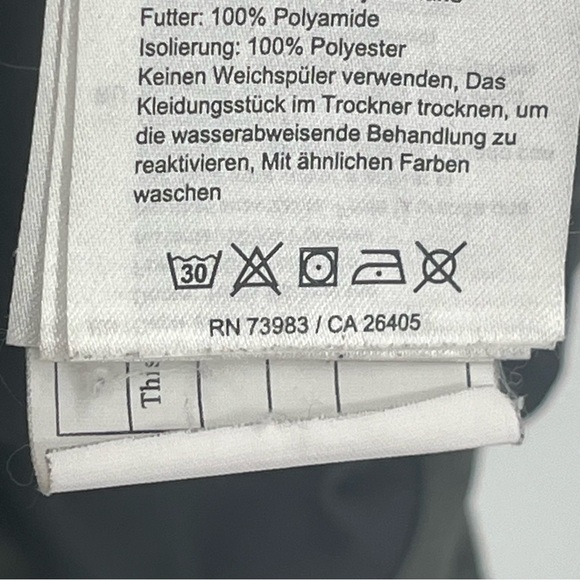 Futter: 100% Polyamide
Isolierung: 100% Polyester
Keinen Weichspüler verwenden, Das
Kleidungsstück im Trockner trocknen, um
die wasserabweisende Behandlung zu
reaktivieren, Mit ähnlichen Farben
waschen
30
RN 73983 / CA 26405
This